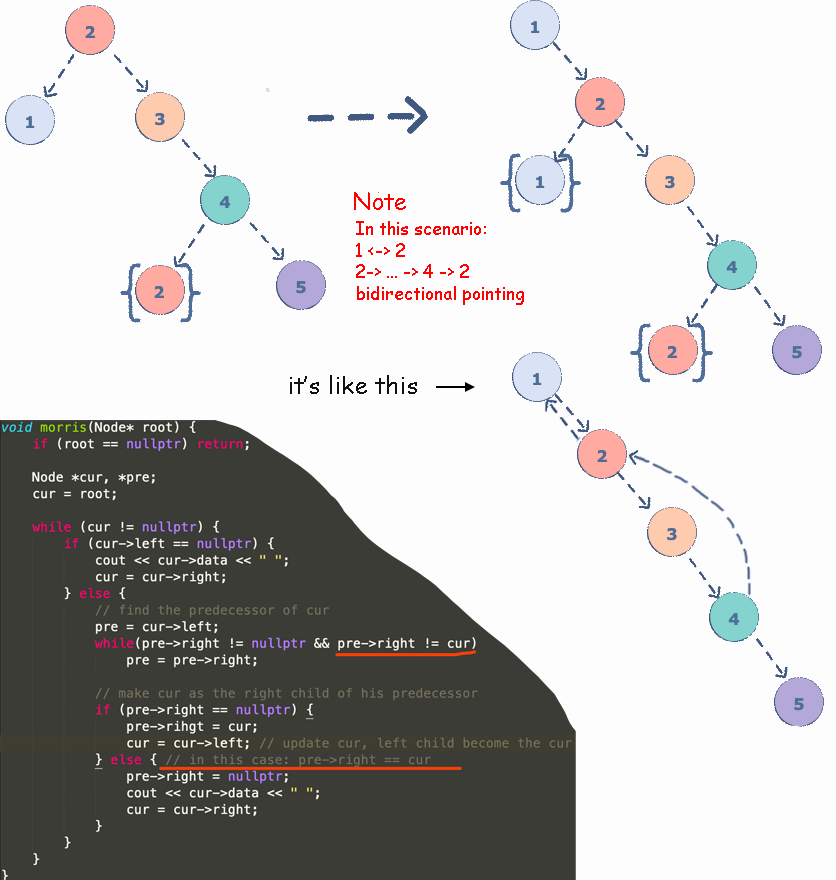 2
1
3
4
{2}
5
1
2
{1}
3
4
{2}
5
Note
In this scenario:
1 <-> 2
2-> ... -> 4 -> 2
bidirectional pointing
it's like this
1
2
3
4
5
void morris(Node* root) {
if (root == nullptr) return;
Node *cur, *pre;
cur = root;
while (cur != nullptr) {
if (cur->left == nullptr) {
cout << cur->data << " ";
cur = cur->right;
} else {
// find the predecessor of cur
pre = cur->left;
while(pre->right != nullptr && pre->right != cur)
pre = pre->right;
// make cur as the right child of his predecessor
if (pre->right == nullptr) {
pre->rihgt = cur;
cur = cur->left; // update cur, left child become the cur
} else { // in this case: pre->right == cur
pre->right = nullptr;
cout << cur->data << " ";
cur = cur->right;
}
}
}
}